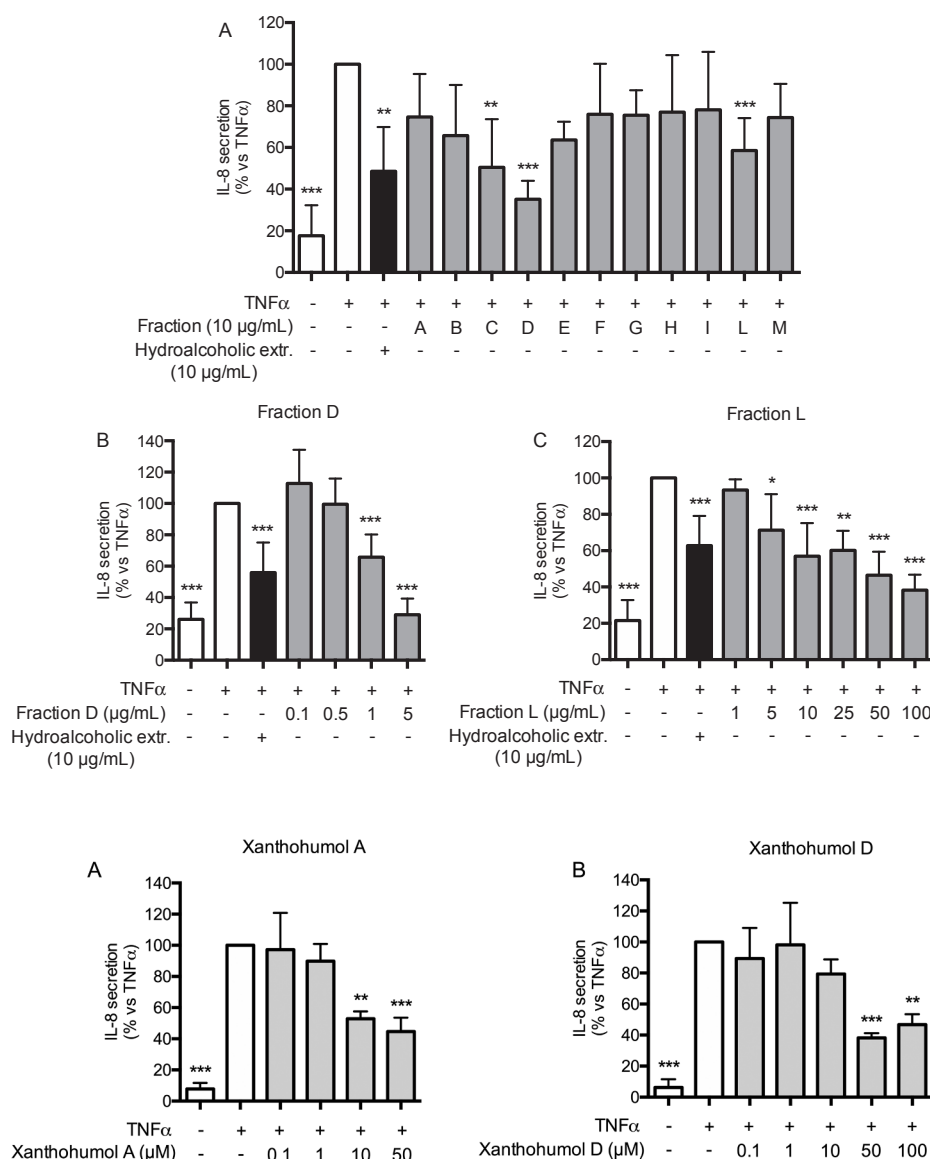 A
120
100
80
60
40
20
0
IL-8 secretion
(% vs TNFα)
*** ** ** *** ***
TNFα - + + + + + + + + + + + + +
Fraction (10 µg/mL) - - - A B C D E F G H I L M
Hydroalcoholic extr. - - + - - - - - - - - - - -
(10 µg/mL)
Fraction D
B
140
120
100
80
60
40
20
0
IL-8 secretion
(% vs TNFα)
*** *** *** ***
TNFα - + + + + + +
Fraction D (µg/mL) - - - 0.1 0.5 1 5
Hydroalcoholic extr. - - + - - - -
(10 µg/mL)
Fraction L
C
120
100
80
60
40
20
0
IL-8 secretion
(% vs TNFα)
*** *** * *** ** *** ***
TNFα - + + + + + + + +
Fraction L (µg/mL) - - - 1 5 10 25 50 100
Hydroalcoholic extr. - - + - - - - - -
(10 µg/mL)
Xanthohumol A
A
140
120
100
80
60
40
20
0
IL-8 secretion
(% vs TNFα)
*** ** ***
TNFα - + + + + +
Xanthohumol A (µM) - - 0.1 1 10 50
Xanthohumol D
B
140
120
100
80
60
40
20
0
IL-8 secretion
(% vs TNFα)
*** *** **
TNFα - + + + + + +
Xanthohumol D (µM) - - 0.1 1 10 50 100